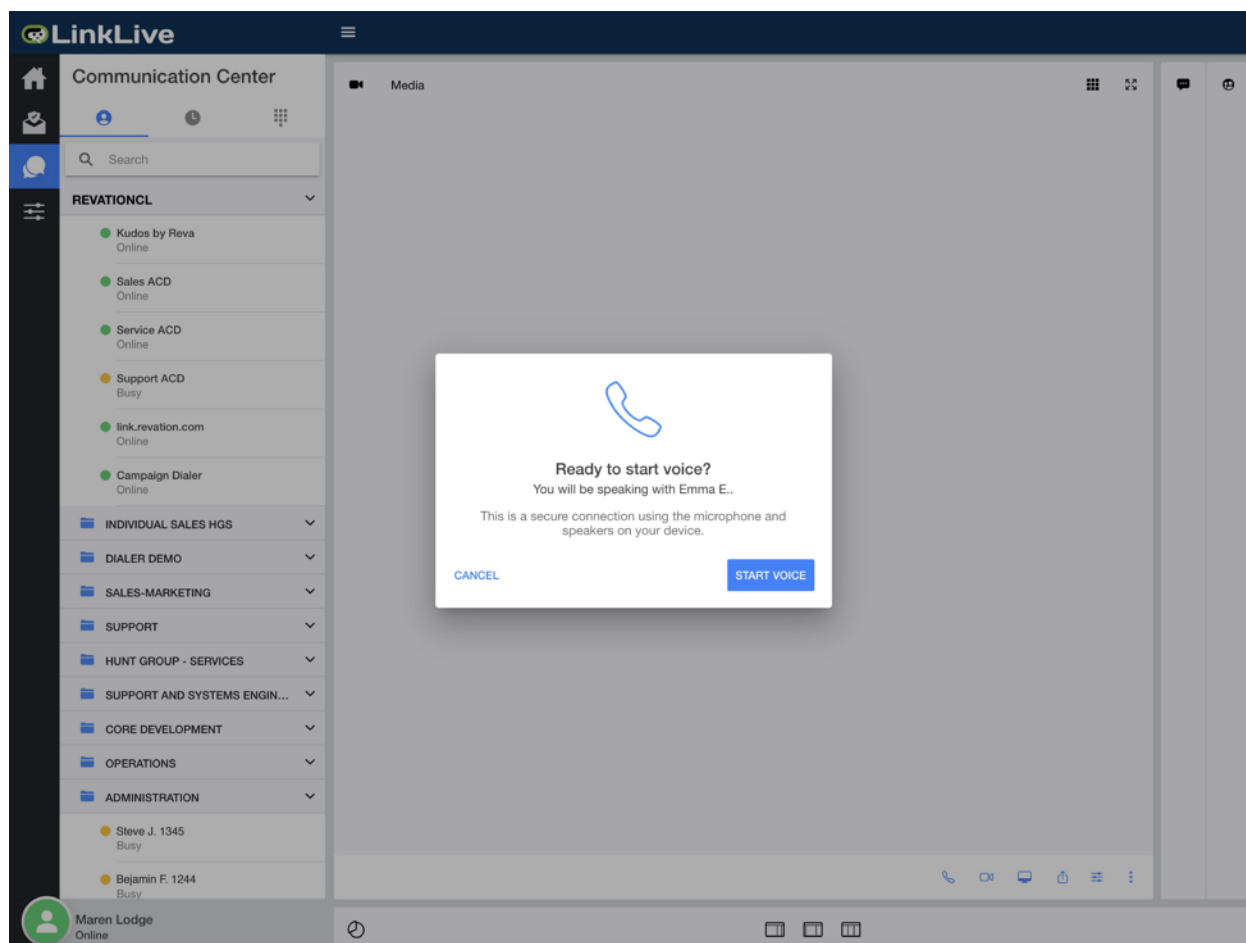 LinkLive
Communication Center
Search
REVATIONCL
Kudos by Reva
Online
Sales ACD
Online
Service ACD
Online
Support ACD
Busy
link.revation.com
Online
Campaign Dialer
Online
INDIVIDUAL SALES HGS
DIALER DEMO
SALES-MARKETING
SUPPORT
HUNT GROUP - SERVICES
SUPPORT AND SYSTEMS ENGIN...
CORE DEVELOPMENT
OPERATIONS
ADMINISTRATION
Steve J. 1345
Busy
Bejamin F. 1244
Busy
Maren Lodge
Online
Media
Ready to start voice?
You will be speaking with Emma E..
This is a secure connection using the microphone and
speakers on your device.
CANCEL
START VOICE